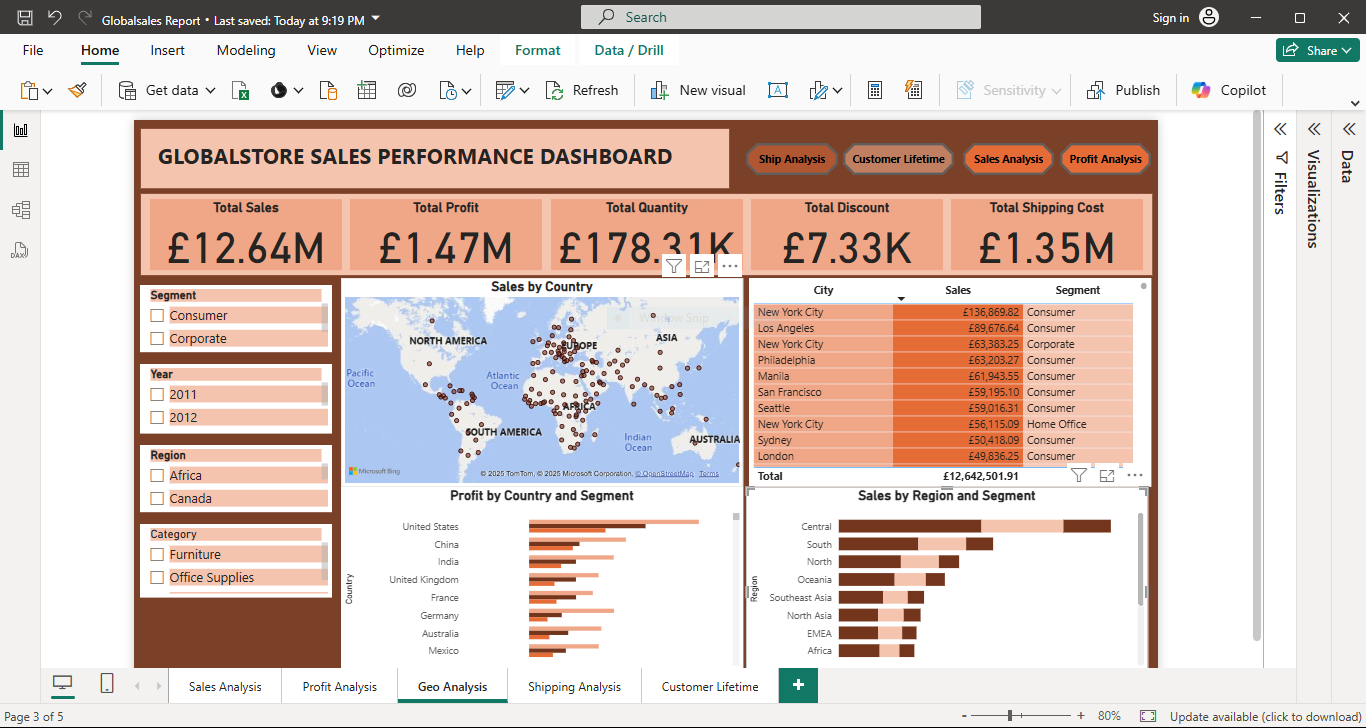 Globalsales Report • Last saved: Today at 9:19 PM
Search
Sign in
File
Home
Insert
Modeling
View
Optimize
Help
Format
Data / Drill
Share
Get data
Refresh
New visual
Sensitivity
Publish
Copilot
GLOBALSTORE SALES PERFORMANCE DASHBOARD
Ship Analysis
Customer Lifetime
Sales Analysis
Profit Analysis
Total Sales
£12.64M
Total Profit
£1.47M
Total Quantity
£178.31K
Total Discount
£7.33K
Total Shipping Cost
£1.35M
Segment
Consumer
Corporate
Year
2011
2012
Region
Africa
Canada
Category
Furniture
Office Supplies
Sales by Country
Window Snip
NORTH AMERICA
EUROPE
ASIA
Pacific
Ocean
Atlantic
Ocean
AFRICA
SOUTH AMERICA
Indian
Ocean
AUSTRALIA
Microsoft Bing
© 2025 TomTom, © 2025 Microsoft Corporation, © OpenStreetMap Terms
City Sales Segment
New York City £136,869.82 Consumer
Los Angeles £89,676.64 Consumer
New York City £63,383.25 Corporate
Philadelphia £63,203.27 Consumer
Manila £61,943.55 Consumer
San Francisco £59,195.10 Consumer
Seattle £59,016.31 Consumer
New York City £56,115.09 Home Office
Sydney £50,418.09 Consumer
London £49,836.25 Consumer
Total £12,642,501.91
Profit by Country and Segment
Country
United States
China
India
United Kingdom
France
Germany
Australia
Mexico
Sales by Region and Segment
Region
Central
South
North
Oceania
Southeast Asia
North Asia
EMEA
Africa
Filters
Visualizations
Data
DAX
Sales Analysis
Profit Analysis
Geo Analysis
Shipping Analysis
Customer Lifetime
+
Page 3 of 5
- + 80%
Update available (click to download)